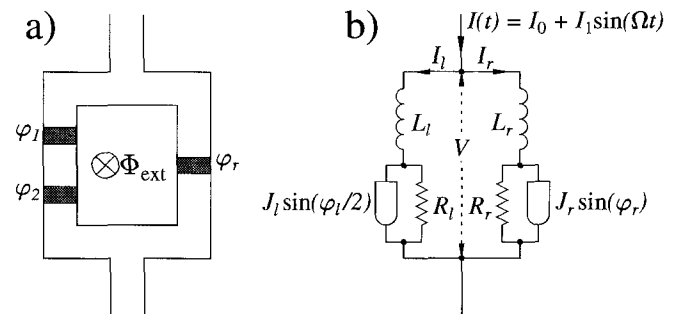 a)
φ1
φ2
Φext
φr
b)
I(t) = I0 + I1sin(Ωt)
Il
Ir
Ll
Lr
V
Jl sin(φl/2)
Rl
Rr
Jr sin(φr)